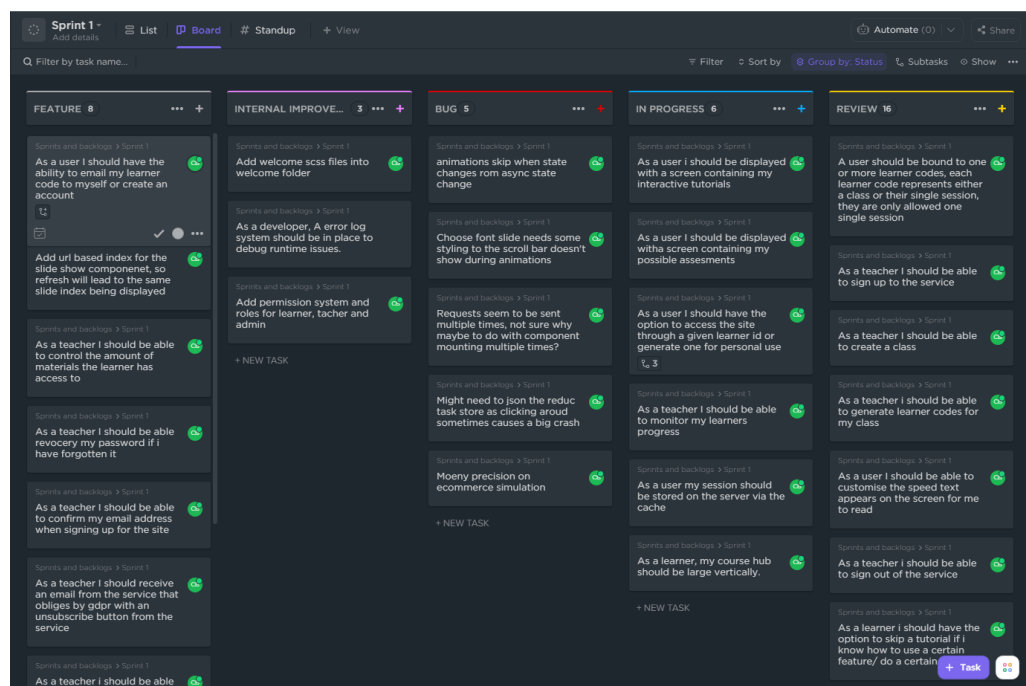 Sprint 1
Add details
List
Board
# Standup
+ View
Automate (0)
Share
Filter by task name...
Filter
Sort by
Group by: Status
Subtasks
Show
FEATURE 8
Sprints and backlogs > Sprint 1
As a user I should have the
ability to email my learner
code to myself or create an
account
Add url based index for the
slide show componenet, so
refresh will lead to the same
slide index being displayed
Sprints and backlogs > Sprint 1
As a teacher I should be able
to control the amount of
materials the learner has
access to
Sprints and backlogs > Sprint 1
As a teacher I should be able
revocery my password if i
have forgotten it
Sprints and backlogs > Sprint 1
As a teacher I should be able
to confirm my email address
when signing up for the site
Sprints and backlogs > Sprint 1
As a teacher I should receive
an email from the service that
obliges by gdpr with an
unsubscribe button from the
service
Sprints and backlogs > Sprint 1
As a teacher i should be able
INTERNAL IMPROVE... 3
Sprints and backlogs > Sprint 1
Add welcome scss files into
welcome folder
Sprints and backlogs > Sprint 1
As a developer, A error log
system should be in place to
debug runtime issues.
Sprints and backlogs > Sprint 1
Add permission system and
roles for learner, tacher and
admin
+ NEW TASK
BUG 5
Sprints and backlogs > Sprint 1
animations skip when state
changes rom async state
change
Sprints and backlogs > Sprint 1
Choose font slide needs some
styling to the scroll bar doesn't
show during animations
Sprints and backlogs > Sprint 1
Requests seem to be sent
multiple times, not sure why
maybe to do with component
mounting multiple times?
Sprints and backlogs > Sprint 1
Might need to json the reduc
task store as clicking aroud
sometimes causes a big crash
Sprints and backlogs > Sprint 1
Moeny precision on
ecommerce simulation
+ NEW TASK
IN PROGRESS 6
Sprints and backlogs > Sprint 1
As a user i should be displayed
with a screen containing my
interactive tutorials
Sprints and backlogs > Sprint 1
As a user I should be displayed
witha screen containing my
possible assesments
Sprints and backlogs > Sprint 1
As a user I should have the
option to access the site
through a given learner id or
generate one for personal use
3
Sprints and backlogs > Sprint 1
As a teacher I should be able
to monitor my learners
progress
Sprints and backlogs > Sprint 1
As a user my session should
be stored on the server via the
cache
Sprints and backlogs > Sprint 1
As a learner, my course hub
should be large vertically.
+ NEW TASK
REVIEW 16
Sprints and backlogs > Sprint 1
A user should be bound to one
or more learner codes, each
learner code represents either
a class or their single session,
they are only allowed one
single session
Sprints and backlogs > Sprint 1
As a teacher I should be able
to sign up to the service
Sprints and backlogs > Sprint 1
As a teacher I should be able
to create a class
Sprints and backlogs > Sprint 1
As a teacher i should be able
to generate learner codes for
my class
Sprints and backlogs > Sprint 1
As a user I should be able to
customise the speed text
appears on the screen for me
to read
Sprints and backlogs > Sprint 1
As a teacher i should be able
to sign out of the service
Sprints and backlogs > Sprint 1
As a learner i should have the
option to skip a tutorial if i
know how to use a certain
feature/ do a certain
+ Task